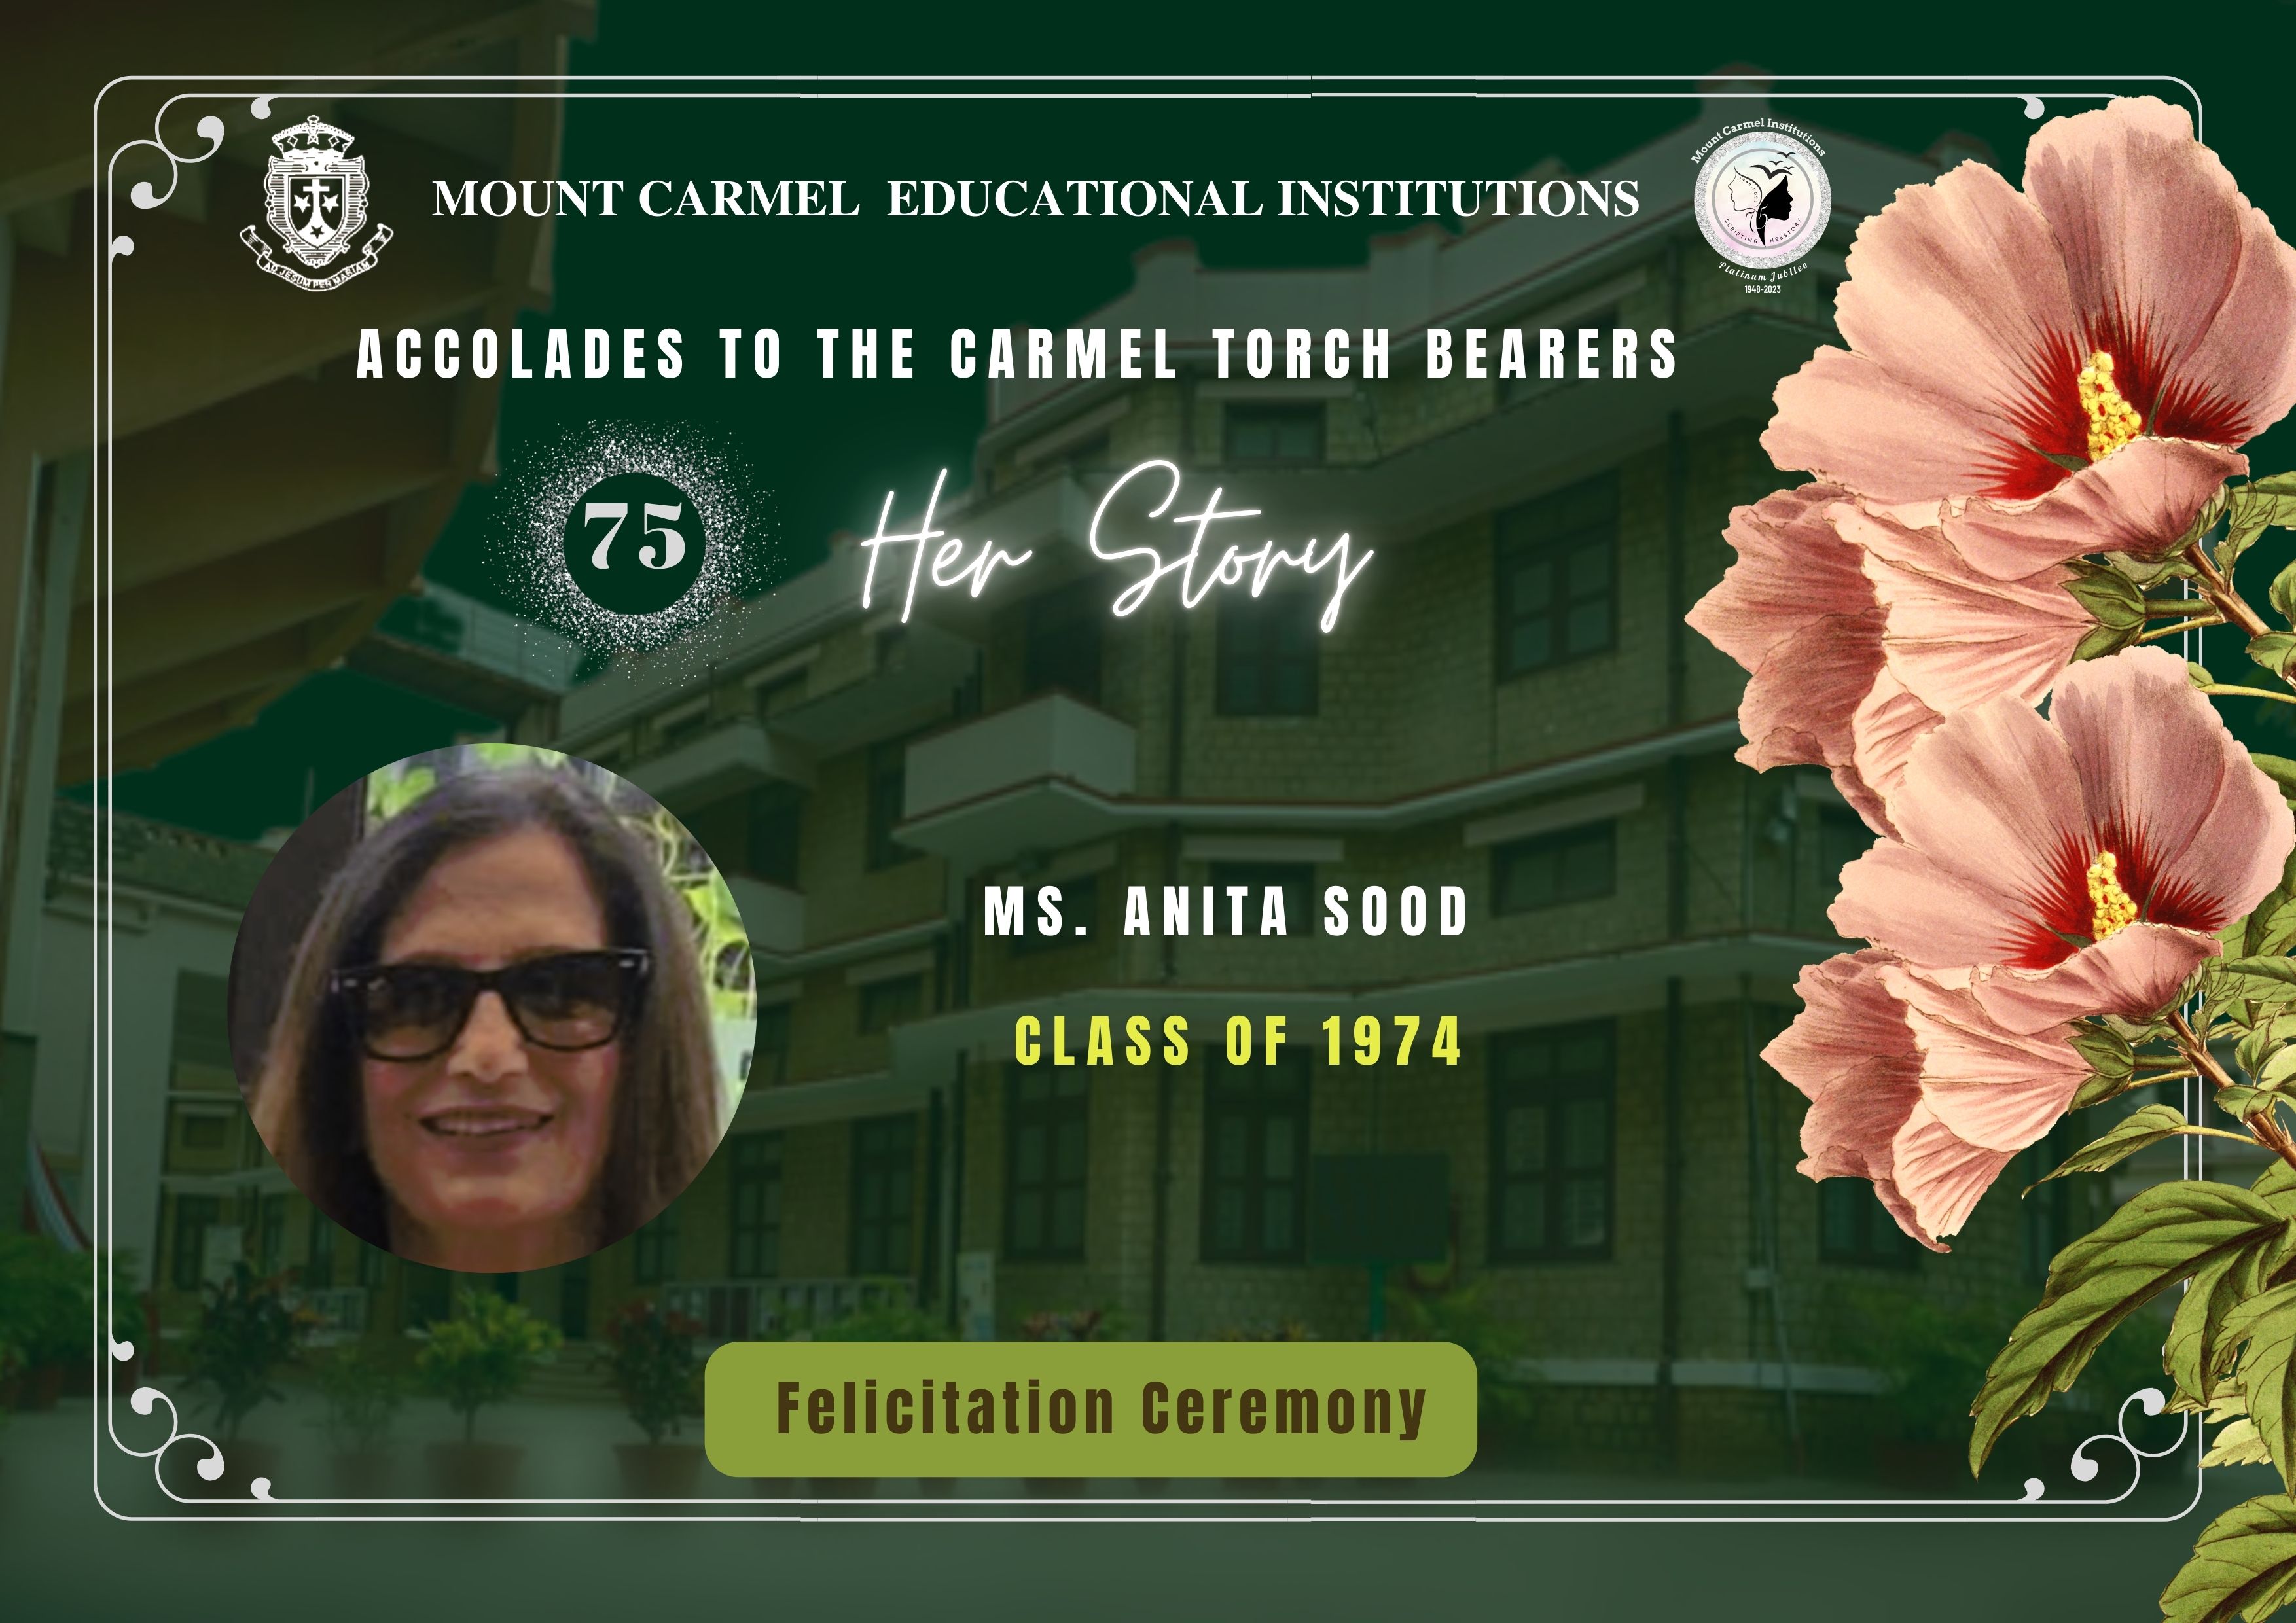 MOUNT CARMEL EDUCATIONAL INSTITUTIONS
AD JESUM PER MARIAM
Mount Carmel Institutions
SCRIPTING HERSTORY
Platinum Jubilee
1948-2023
ACCOLADES TO THE CARMEL TORCH BEARERS
75
Her Story
MS. ANITA SOOD
CLASS OF 1974
Felicitation Ceremony